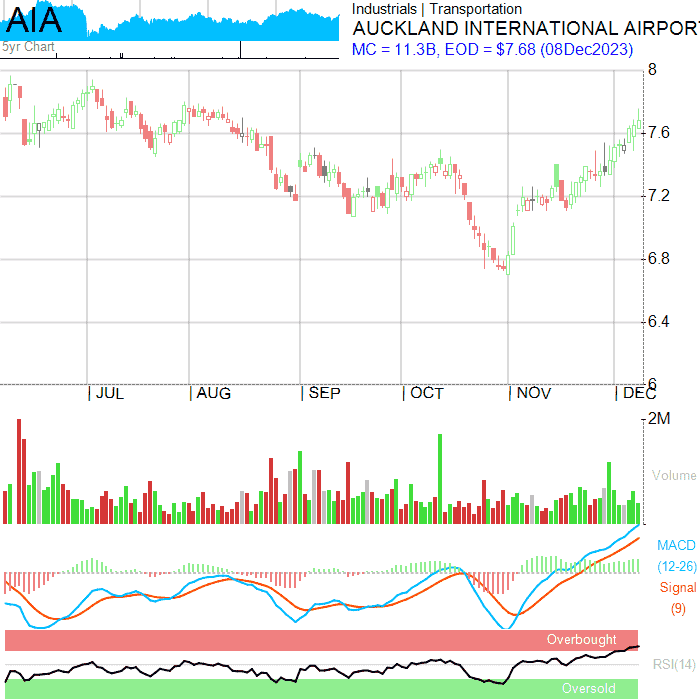 AIA
5yr Chart
Industrials | Transportation
AUCKLAND INTERNATIONAL AIRPORT
MC = 11.3B, EOD = $7.68 (08Dec2023)
8
7.6
7.2
6.8
6.4
6
| JUL | AUG | SEP | OCT | NOV | DEC
2M
Volume
MACD
(12-26)
Signal
(9)
Overbought
RSI(14)
Oversold